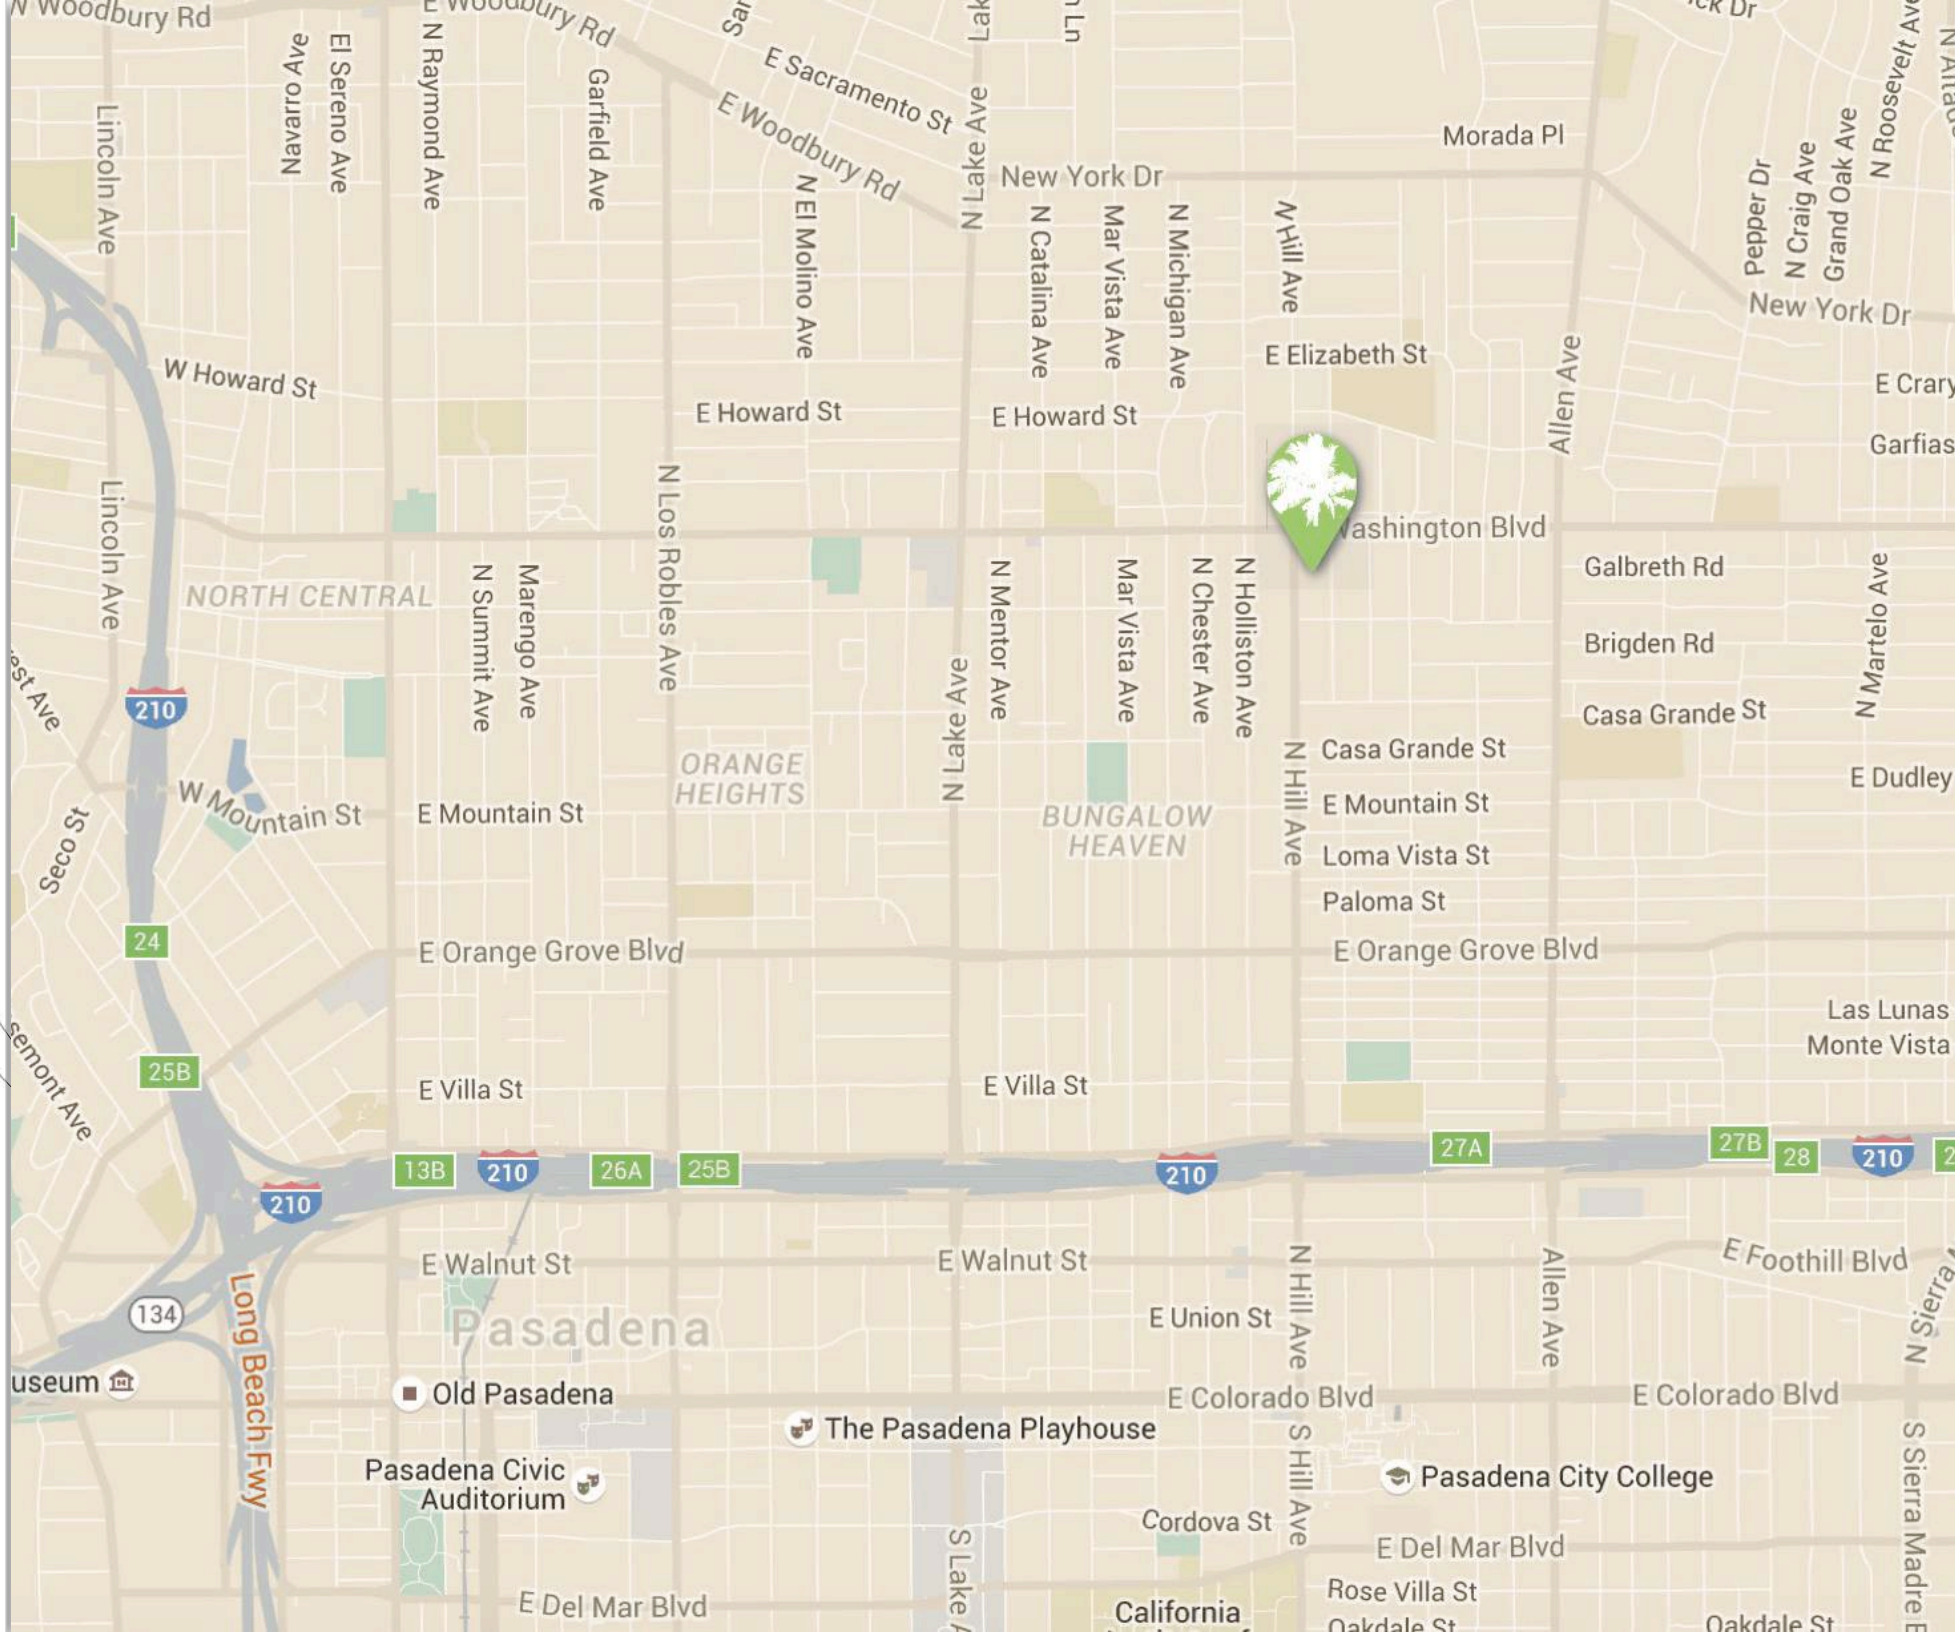 N Woodbury Rd
E Woodbury Rd
E Sacramento St
Morada Pl
Navarro Ave
El Sereno Ave
N Raymond Ave
Garfield Ave
E Woodbury Rd
N Lake Ave
New York Dr
Lincoln Ave
N El Molino Ave
N Catalina Ave
Mar Vista Ave
N Michigan Ave
N Hill Ave
Pepper Dr
N Craig Ave
Grand Oak Ave
N Roosevelt Ave
New York Dr
E Elizabeth St
Allen Ave
W Howard St
E Howard St
E Howard St
E Crary
Garfias
Lincoln Ave
N Los Robles Ave
Washington Blvd
NORTH CENTRAL
N Summit Ave
Marengo Ave
N Mentor Ave
Mar Vista Ave
N Chester Ave
N Holliston Ave
Galbreth Rd
Brigden Rd
N Martelo Ave
Casa Grande St
210
N Lake Ave
Casa Grande St
ORANGE
HEIGHTS
E Dudley
W Mountain St
E Mountain St
BUNGALOW
HEAVEN
N Hill Ave
E Mountain St
Seco St
Loma Vista St
Paloma St
24
E Orange Grove Blvd
E Orange Grove Blvd
Las Lunas
Monte Vista
25B
E Villa St
E Villa St
13B
210
26A
25B
210
27A
27B
28
210
2
210
E Walnut St
E Walnut St
E Foothill Blvd
N Hill Ave
Allen Ave
N Sierra
134
Long Beach Fwy
Pasadena
E Union St
useum
Old Pasadena
E Colorado Blvd
E Colorado Blvd
The Pasadena Playhouse
S Hill Ave
Pasadena Civic
Auditorium
Pasadena City College
S Sierra Madre B
Cordova St
S Lake A
E Del Mar Blvd
E Del Mar Blvd
Rose Villa St
California
Oakdale St
Oakdale St